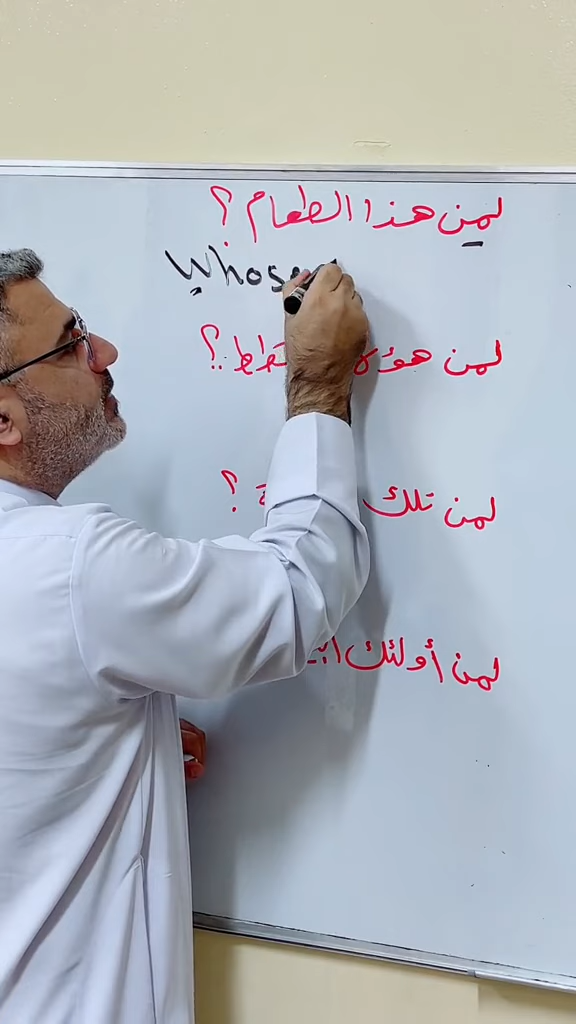 لمن هذا الطعام ؟
Whose
لمن
لمن تلك ؟
لمن أولئك